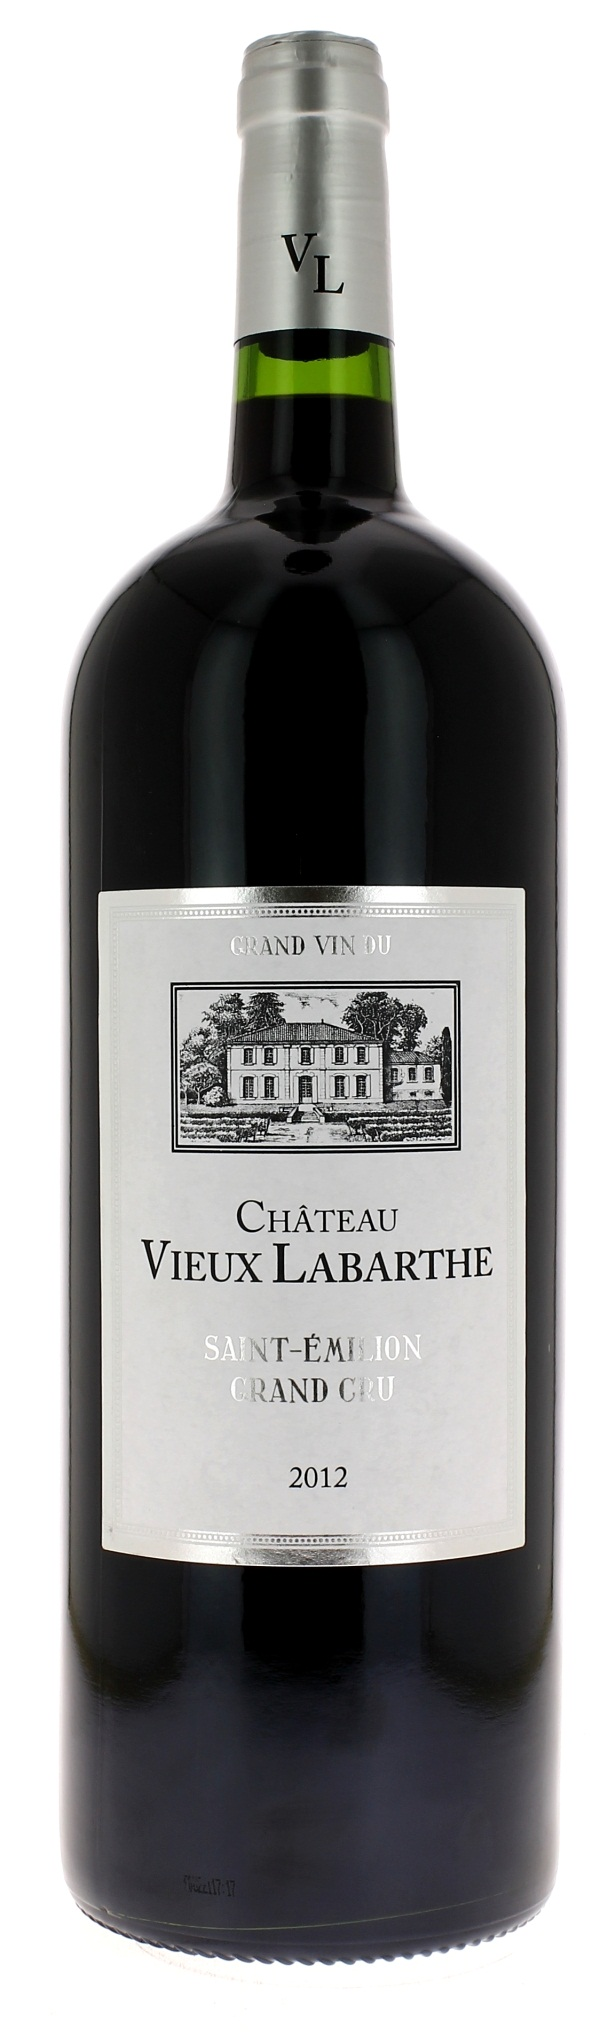 VL
GRAND VIN DU
CHÂTEAU
VIEUX LABARTHE
SAINT-ÉMILION
GRAND CRU
2012